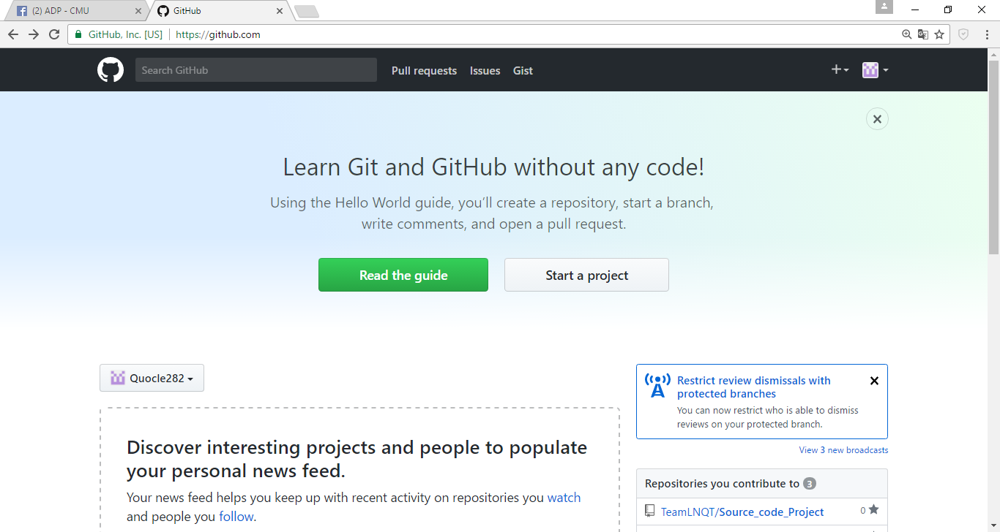 (2) ADP - CMU
GitHub
GitHub, Inc. [US]
https://github.com
Search GitHub
Pull requests
Issues
Gist
Learn Git and GitHub without any code!
Using the Hello World guide, you’ll create a repository, start a branch,
write comments, and open a pull request.
Read the guide
Start a project
Quocle282
Discover interesting projects and people to populate
your personal news feed.
Your news feed helps you keep up with recent activity on repositories you watch
and people you follow.
Restrict review dismissals with
protected branches
You can now restrict who is able to dismiss
reviews on your protected branch.
View 3 new broadcasts
Repositories you contribute to 3
TeamLNQT/Source_code_Project 0